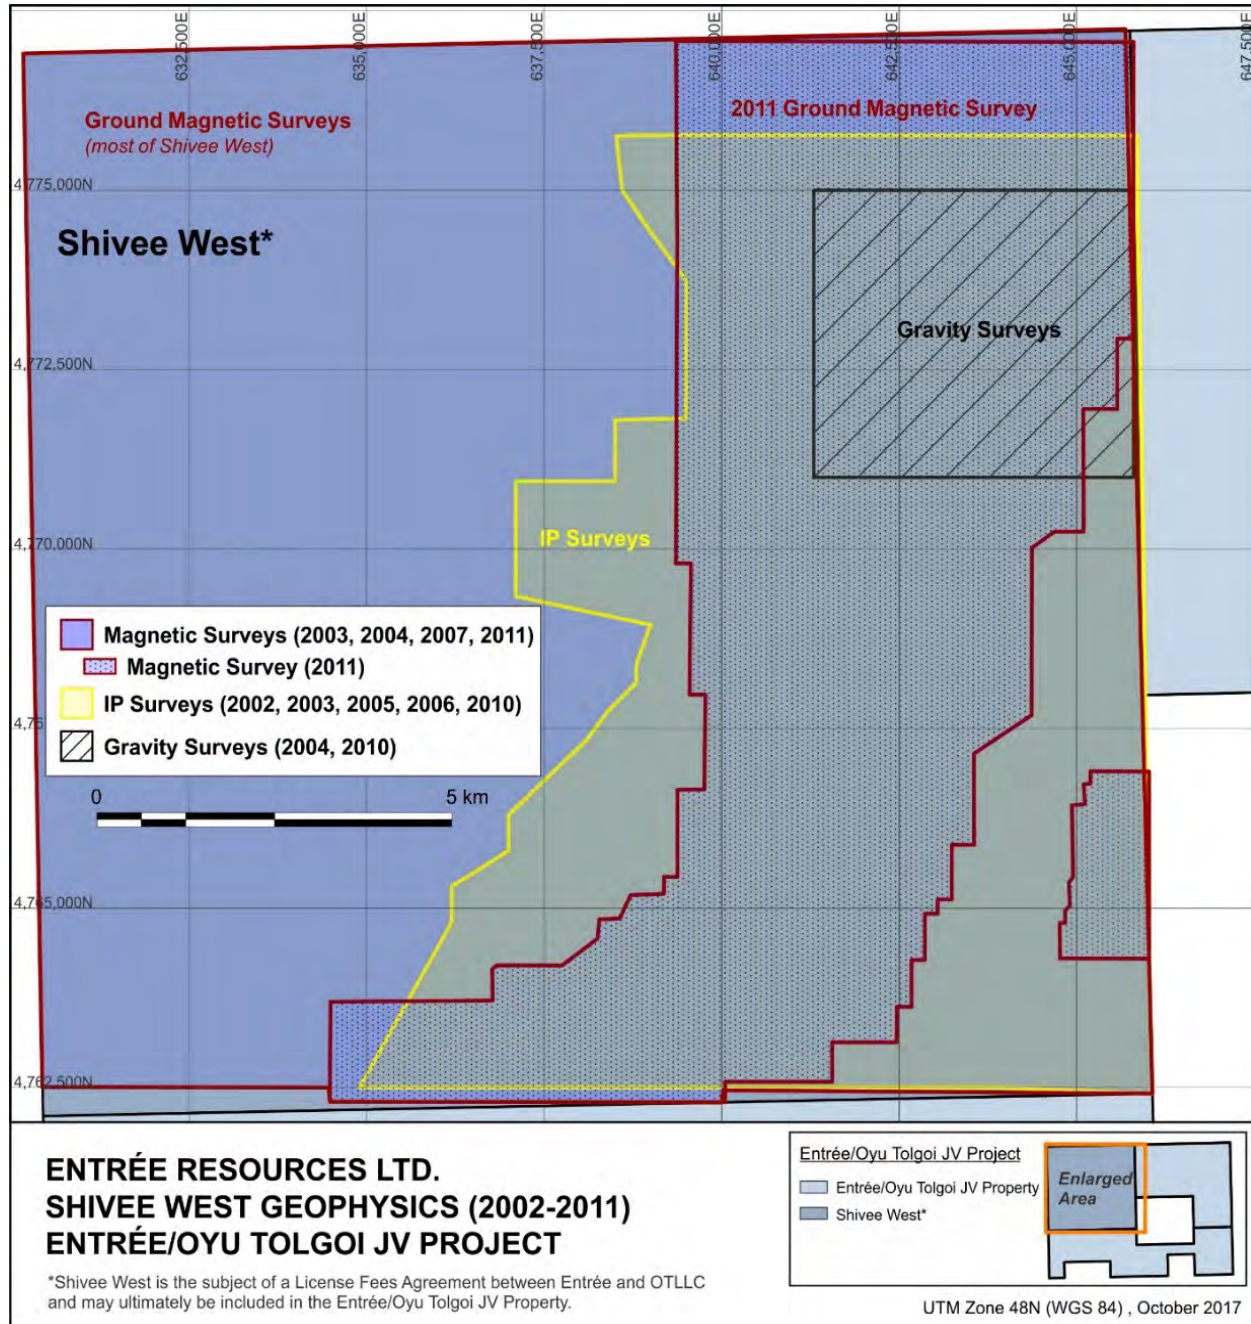 632,500E
635,000E
637,500E
640,000E
642,500E
645,000E
647,500E
Ground Magnetic Surveys
(most of Shivee West)
2011 Ground Magnetic Survey
4,775,000N
Shivee West*
Gravity Surveys
4,772,500N
4,770,000N
IP Surveys
Magnetic Surveys (2003, 2004, 2007, 2011)
Magnetic Survey (2011)
IP Surveys (2002, 2003, 2005, 2006, 2010)
Gravity Surveys (2004, 2010)
0 5 km
4,765,000N
4,762,500N
ENTRÉE RESOURCES LTD.
SHIVEE WEST GEOPHYSICS (2002-2011)
ENTRÉE/OYU TOLGOI JV PROJECT
*Shivee West is the subject of a License Fees Agreement between Entrée and OTLLC
and may ultimately be included in the Entrée/Oyu Tolgoi JV Property.
Entrée/Oyu Tolgoi JV Project
Entrée/Oyu Tolgoi JV Property
Shivee West*
Enlarged
Area
UTM Zone 48N (WGS 84) , October 2017